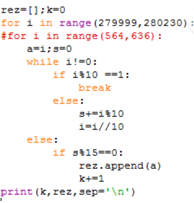 rez=[];k=0
for i in range(279999,280230):
#for i in range(564,636):
    a=i;s=0
    while i!=0:
        if i%10 ==1:
            break
        else:
            s+=i%10
            i=i//10
    else:
        if s%15==0:
            rez.append(a)
            k+=1
print(k,rez,sep='\n')